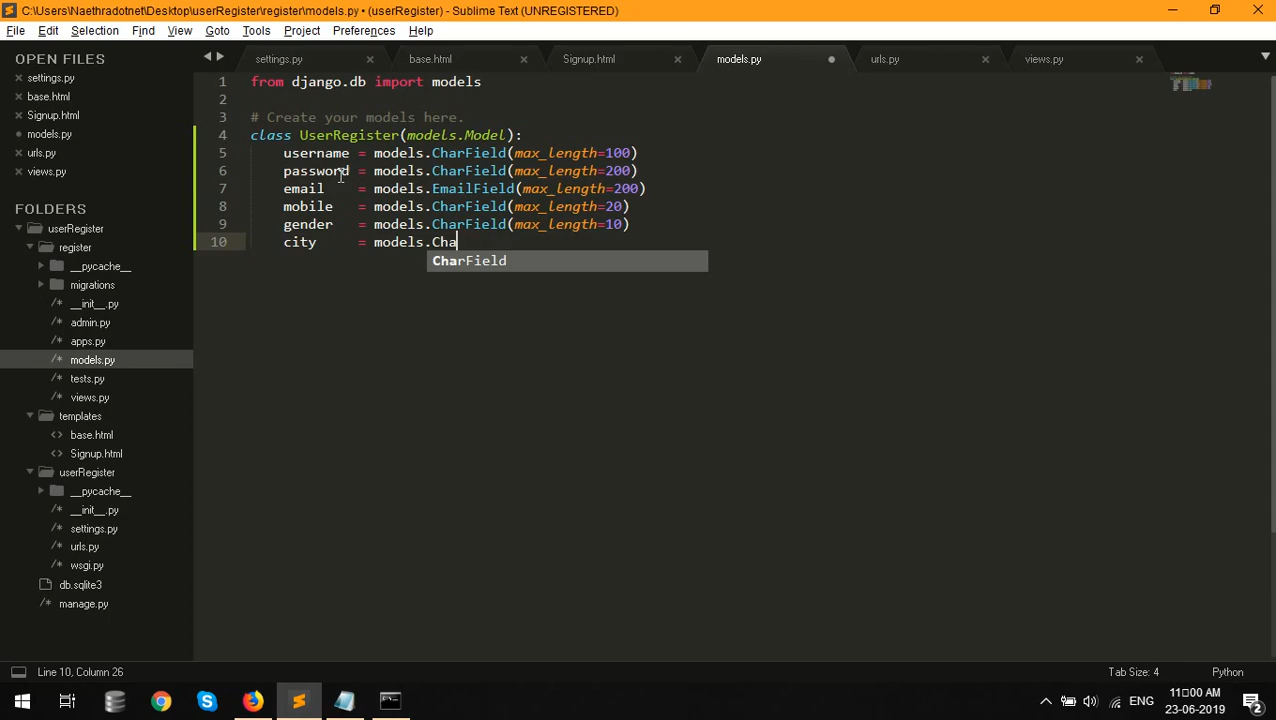 C:\Users\Naethradotnet\Desktop\userRegister\register\models.py • (userRegister) - Sublime Text (UNREGISTERED)
File Edit Selection Find View Goto Tools Project Preferences Help
OPEN FILES
settings.py
base.html
Signup.html
models.py
urls.py
views.py
FOLDERS
userRegister
register
__pycache__
migrations
__init__.py
admin.py
apps.py
models.py
tests.py
views.py
templates
base.html
Signup.html
userRegister
__pycache__
__init__.py
settings.py
urls.py
wsgi.py
db.sqlite3
manage.py
settings.py base.html Signup.html models.py urls.py views.py
1 from django.db import models
2
3 # Create your models here.
4 class UserRegister(models.Model):
5 username = models.CharField(max_length=100)
6 password = models.CharField(max_length=200)
7 email = models.EmailField(max_length=200)
8 mobile = models.CharField(max_length=20)
9 gender = models.CharField(max_length=10)
10 city = models.Cha
CharField
Line 10, Column 26 Tab Size: 4 Python
ENG
11:00 AM
23-06-2019
2